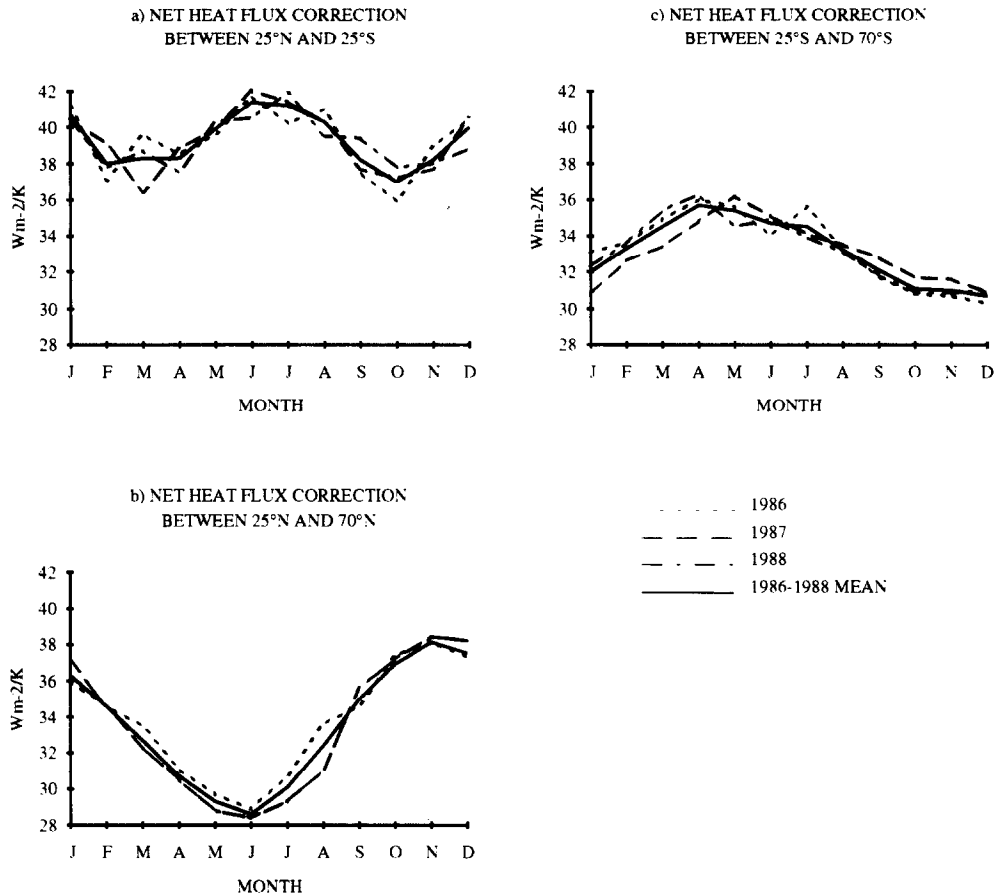 a) NET HEAT FLUX CORRECTION
BETWEEN 25°N AND 25°S
Wm-2/K
42
40
38
36
34
32
30
28
J F M A M J J A S O N D
MONTH
c) NET HEAT FLUX CORRECTION
BETWEEN 25°S AND 70°S
Wm-2/K
42
40
38
36
34
32
30
28
J F M A M J J A S O N D
MONTH
b) NET HEAT FLUX CORRECTION
BETWEEN 25°N AND 70°N
Wm-2/K
42
40
38
36
34
32
30
28
J F M A M J J A S O N D
MONTH
1986
1987
1988
1986-1988 MEAN